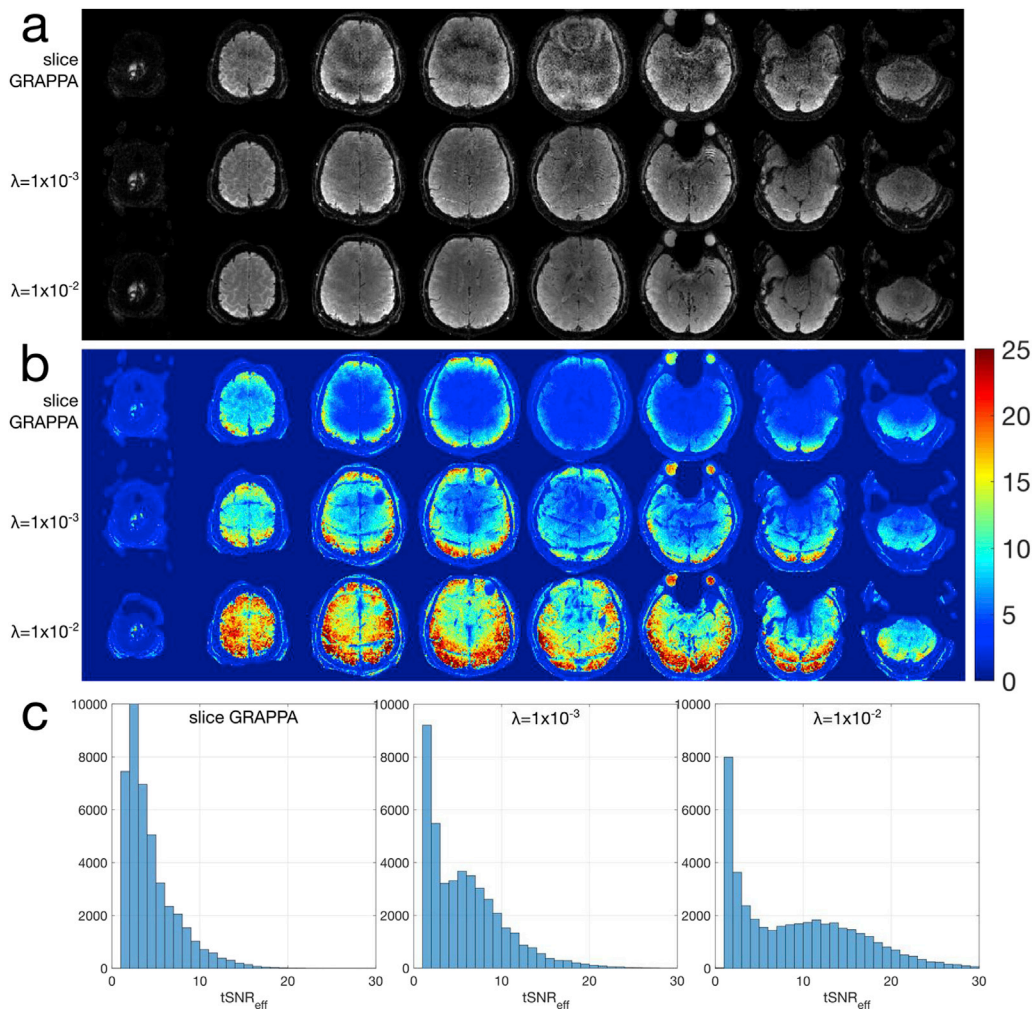 a
slice
GRAPPA
λ=1x10⁻³
λ=1x10⁻²
b
slice
GRAPPA
λ=1x10⁻³
λ=1x10⁻²
25
20
15
10
5
0
c
slice GRAPPA
10000
8000
6000
4000
2000
0
0 10 20 30
tSNR_eff
λ=1x10⁻³
10000
8000
6000
4000
2000
0
0 10 20 30
tSNR_eff
λ=1x10⁻²
10000
8000
6000
4000
2000
0
0 10 20 30
tSNR_eff